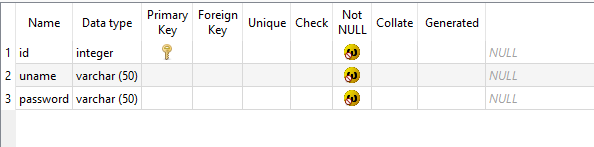 Name Data type Primary Key Foreign Key Unique Check Not NULL Collate Generated
1 id integer NULL
2 uname varchar (50) NULL
3 password varchar (50) NULL